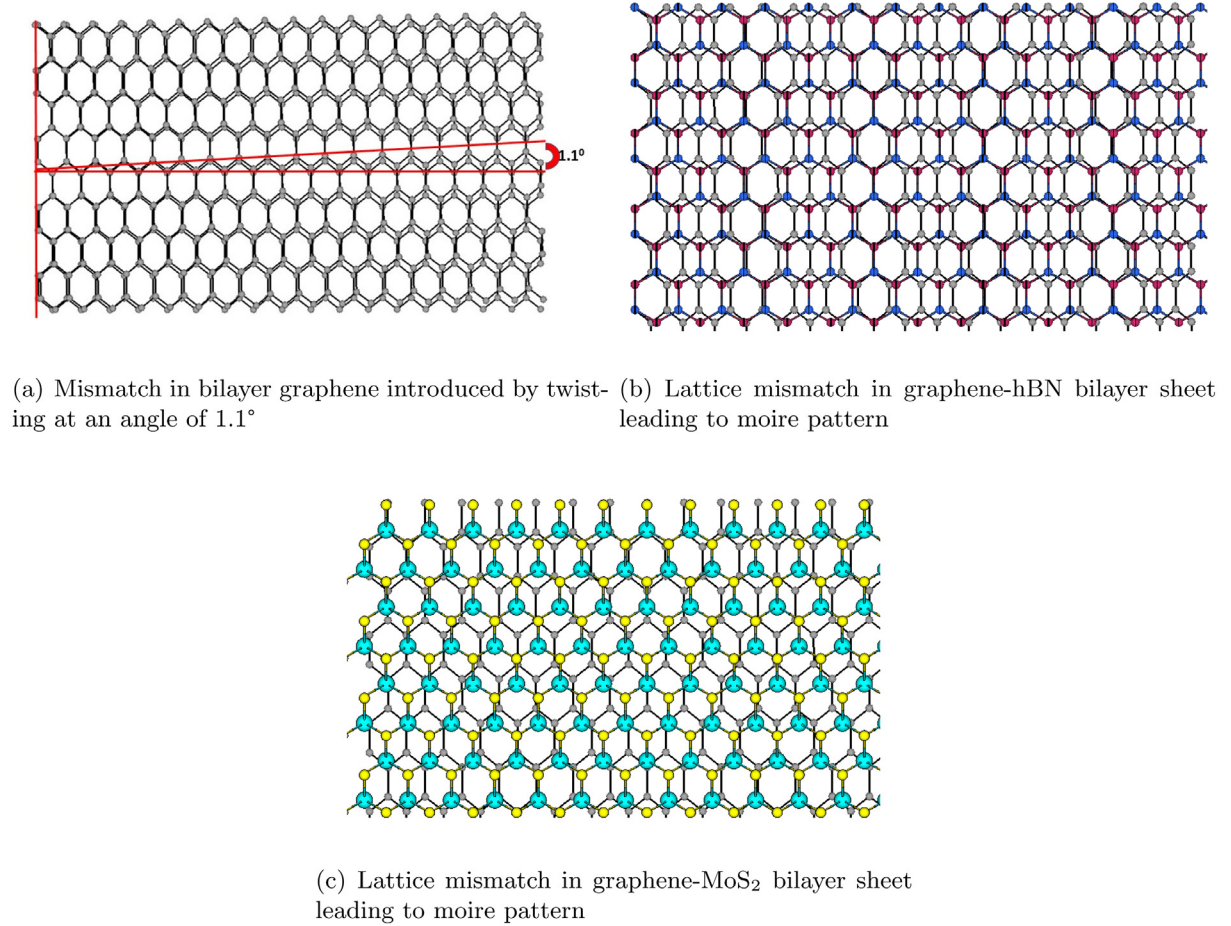 1.1⁰
(a) Mismatch in bilayer graphene introduced by twist-
ing at an angle of 1.1°
(b) Lattice mismatch in graphene-hBN bilayer sheet
leading to moire pattern
(c) Lattice mismatch in graphene-MoS₂ bilayer sheet
leading to moire pattern